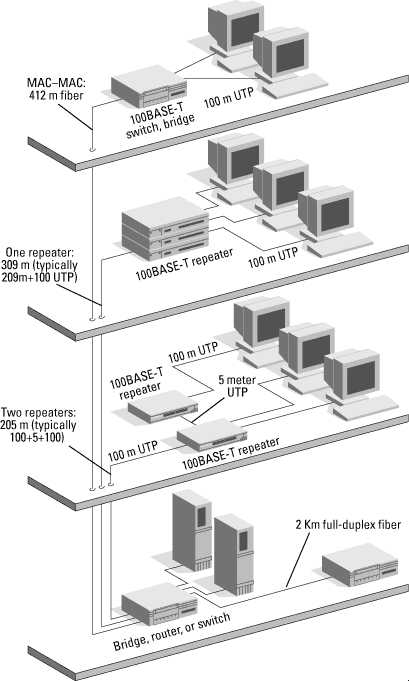 MAC–MAC:
412 m fiber
100 m UTP
100BASE-T
switch, bridge
One repeater:
309 m (typically
209m+100 UTP)
100BASE-T repeater
100 m UTP
100 m UTP
100BASE-T
repeater
5 meter
UTP
Two repeaters:
205 m (typically
100+5+100)
100 m UTP
100BASE-T repeater
2 Km full-duplex fiber
Bridge, router, or switch